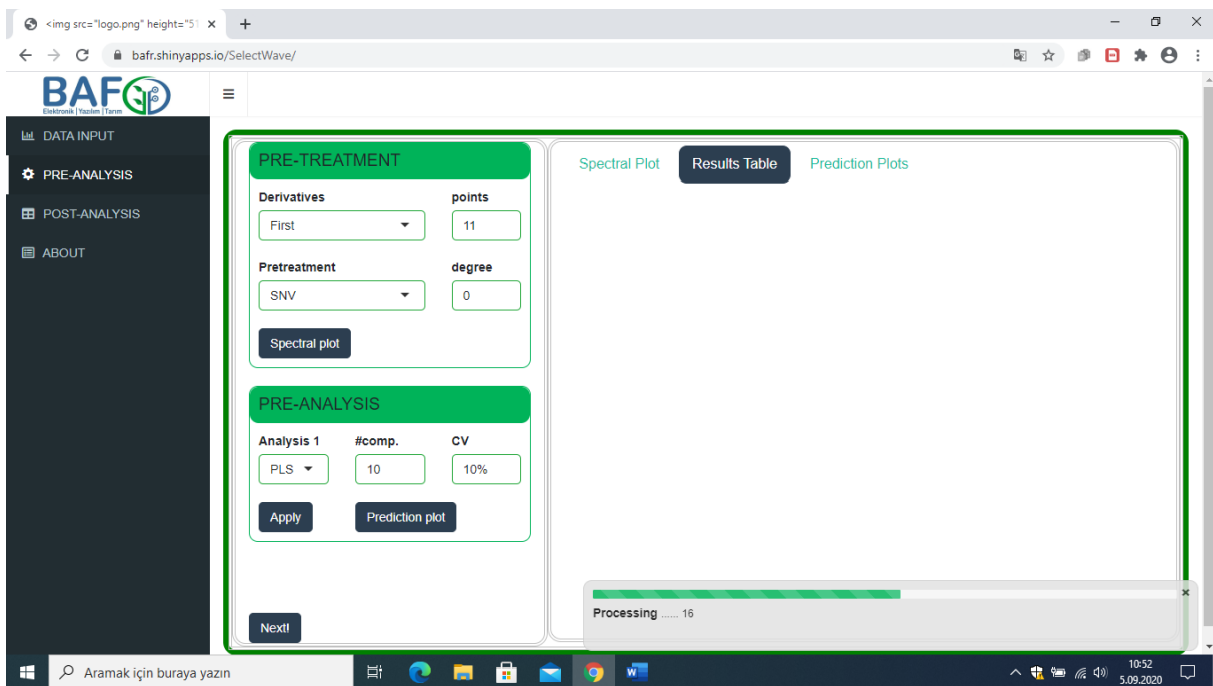 <img src="logo.png" height="51
bafr.shinyapps.io/SelectWave/
BAF
Elektronik | Yazılım | Tarım
DATA INPUT
PRE-ANALYSIS
POST-ANALYSIS
ABOUT
PRE-TREATMENT
Derivatives points
First 11
Pretreatment degree
SNV 0
Spectral plot
PRE-ANALYSIS
Analysis 1 #comp. CV
PLS 10 10%
Apply Prediction plot
Next!
Spectral Plot Results Table Prediction Plots
Processing ...... 16
Aramak için buraya yazın
10:52
5.09.2020